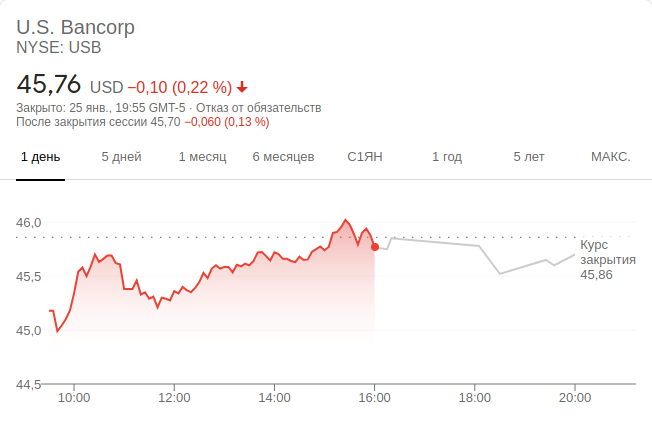 U.S. Bancorp
NYSE: USB
45,76 USD −0,10 (0,22 %)
Закрыто: 25 янв., 19:55 GMT-5 · Отказ от обязательств
После закрытия сессии 45,70 −0,060 (0,13 %)
1 день 5 дней 1 месяц 6 месяцев С1ЯН 1 год 5 лет МАКС.
46,0
Курс
закрытия
45,86
45,5
45,0
44,5
10:00 12:00 14:00 16:00 18:00 20:00